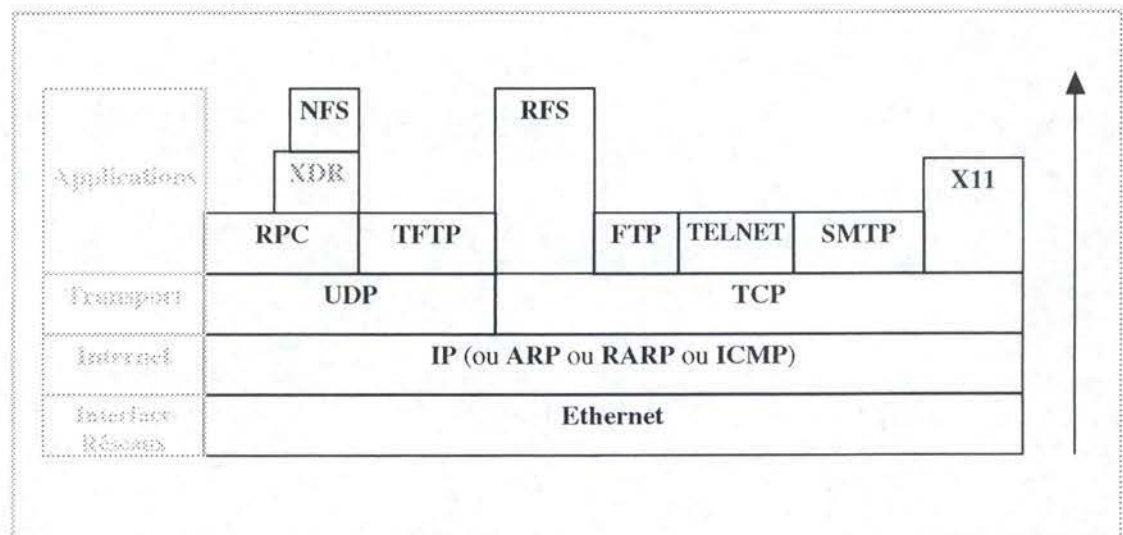 NFS
RFS
Applications
XDR
X11
RPC
TFTP
FTP
TELNET
SMTP
Transport
UDP
TCP
Internet
IP (ou ARP ou RARP ou ICMP)
Interface
Réseaux
Ethernet